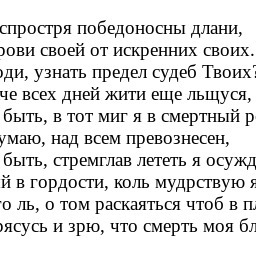 спростря победоносны длани,
рови своей от искренних своих.
оди, узнать предел судеб Твоих?
че всех дней жити еще льщуся,
быть, в тот миг я в смертный р
умаю, над всем превознесен,
быть, стремглав лететь я осужд
й в гордости, коль мудрствую я
о ль, о том раскаяться чтоб в п
рясусь и зрю, что смерть моя бл